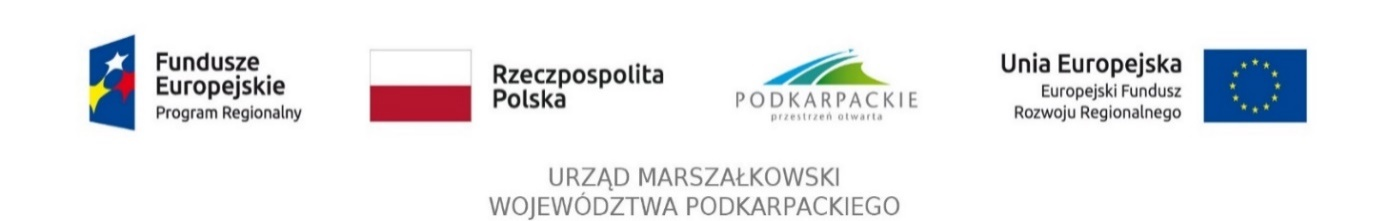 Fundusze
Europejskie
Program Regionalny
Rzeczpospolita
Polska
PODKARPACKIE
przestrzeń otwarta
Unia Europejska
Europejski Fundusz
Rozwoju Regionalnego
URZĄD MARSZAŁKOWSKI
WOJEWÓDZTWA PODKARPACKIEGO